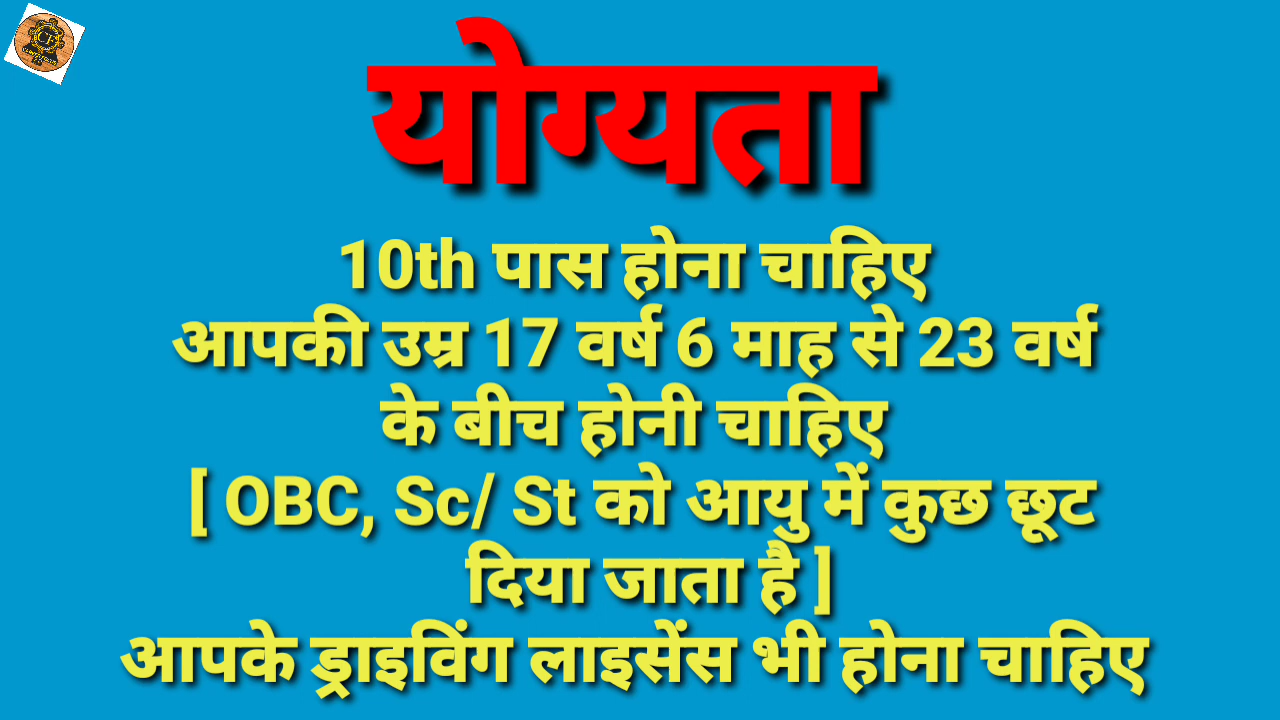 योग्यता
10th पास होना चाहिए
आपकी उम्र 17 वर्ष 6 माह से 23 वर्ष
के बीच होनी चाहिए
[ OBC, Sc/ St को आयु में कुछ छूट
दिया जाता है ]
आपके ड्राइविंग लाइसेंस भी होना चाहिए